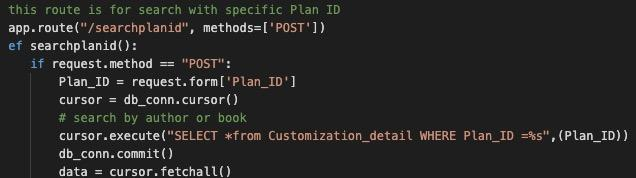 this route is for search with specific Plan ID
app.route("/searchplanid", methods=['POST'])
ef searchplanid():
if request.method == "POST":
Plan_ID = request.form['Plan_ID']
cursor = db_conn.cursor()
# search by author or book
cursor.execute("SELECT *from Customization_detail WHERE Plan_ID =%s",(Plan_ID))
db_conn.commit()
data = cursor.fetchall()